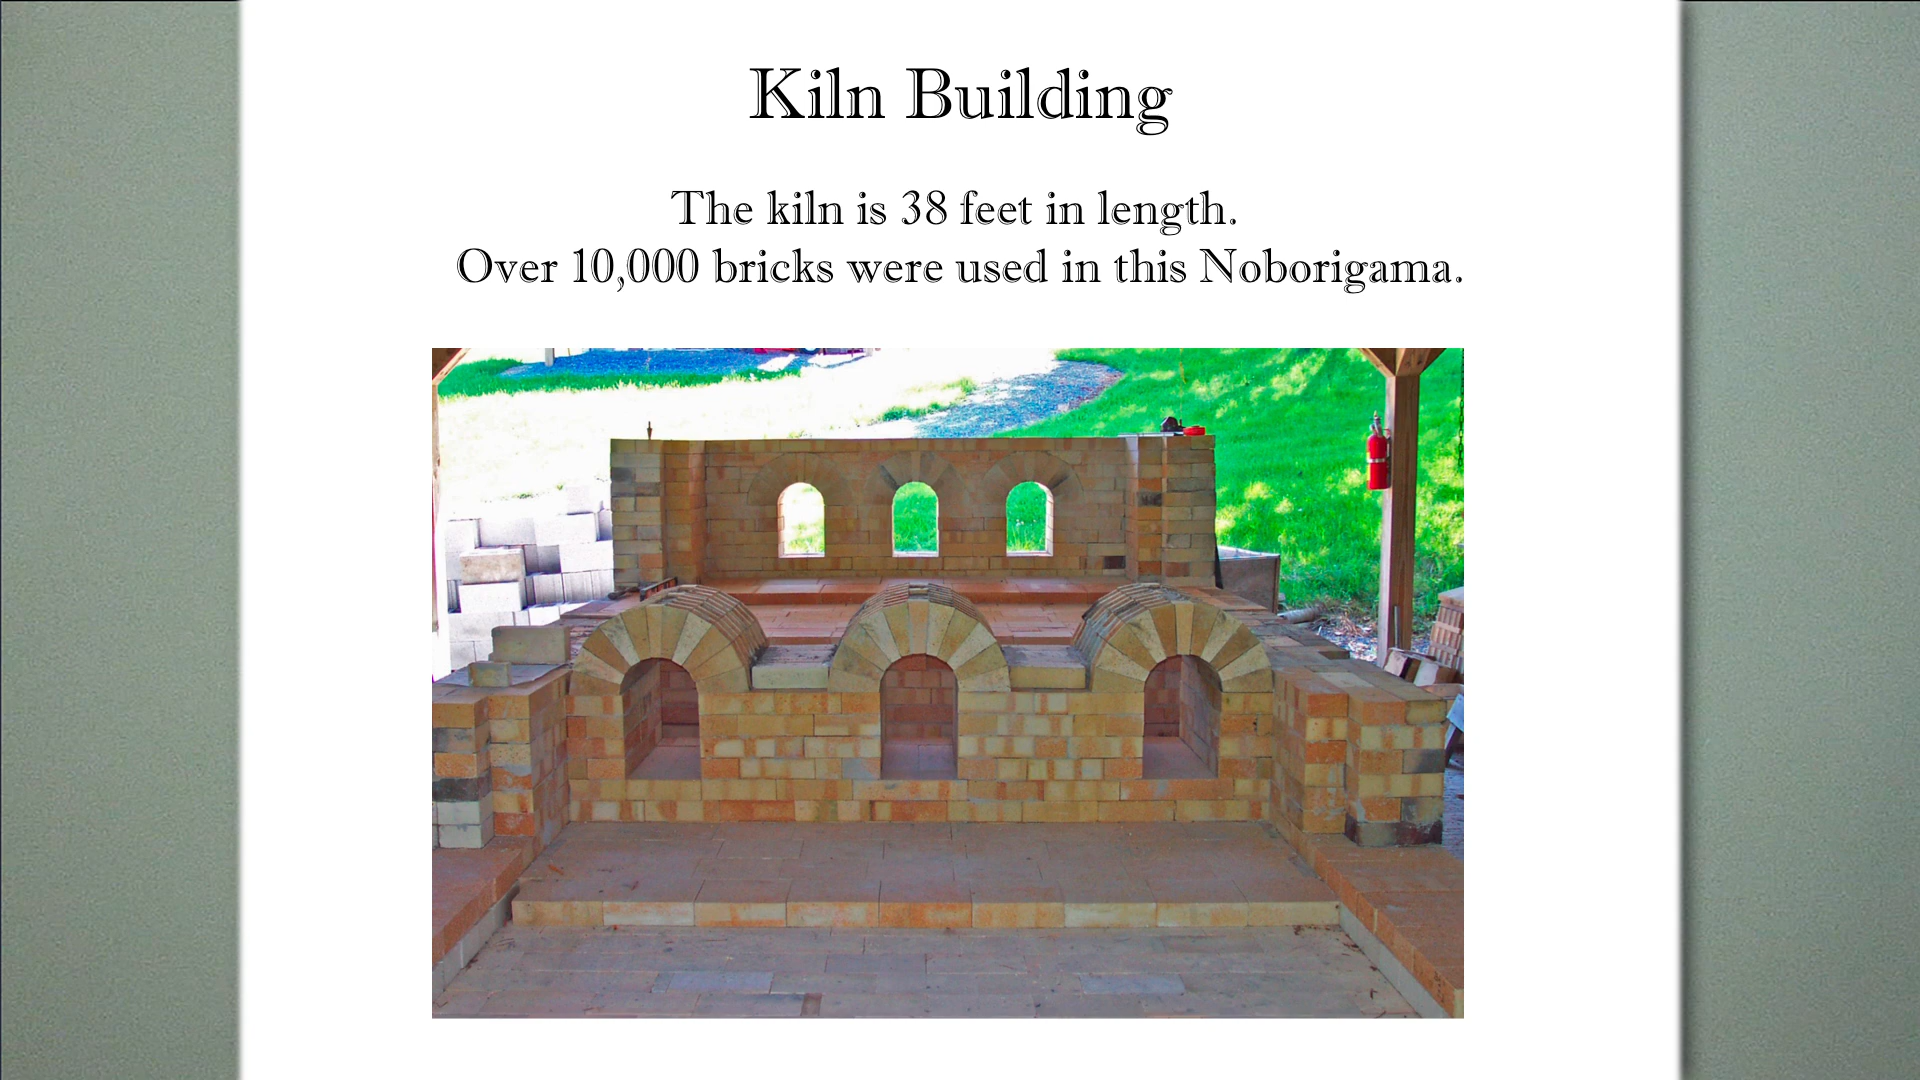 Kiln Building
The kiln is 38 feet in length.
Over 10,000 bricks were used in this Noborigama.